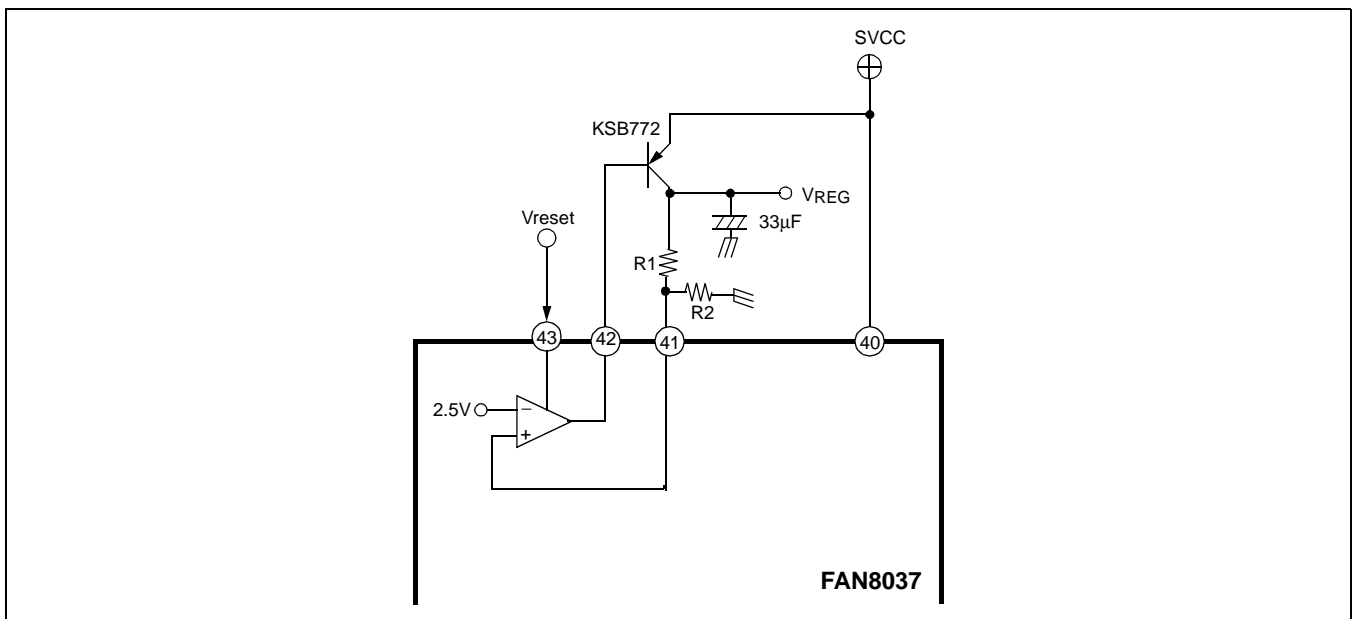 SVCC
KSB772
VREG
Vreset
33μF
R1
R2
43
42
41
40
2.5V
−
+
FAN8037